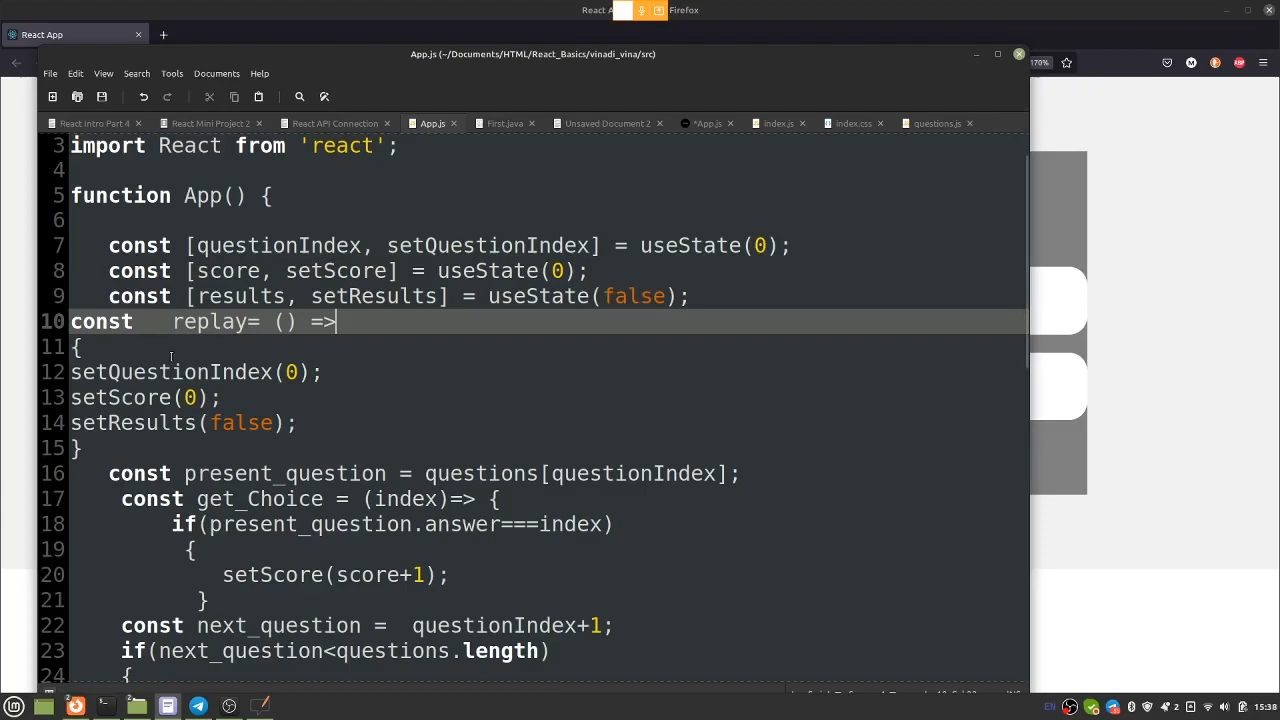 React A
Firefox
React App
App.js (~/Documents/HTML/React_Basics/vinadi_vina/src)
170%
File Edit View Search Tools Documents Help
React Intro Part 4
React Mini Project 2
React API Connection
App.js
First.java
Unsaved Document 2
*App.js
index.js
index.css
questions.js
3 import React from 'react';
4
5 function App() {
6
7 const [questionIndex, setQuestionIndex] = useState(0);
8 const [score, setScore] = useState(0);
9 const [results, setResults] = useState(false);
10 const replay= () =>
11 {
12 setQuestionIndex(0);
13 setScore(0);
14 setResults(false);
15 }
16 const present_question = questions[questionIndex];
17 const get_Choice = (index)=> {
18 if(present_question.answer===index)
19 {
20 setScore(score+1);
21 }
22 const next_question = questionIndex+1;
23 if(next_question<questions.length)
24 {
EN
2
15:38